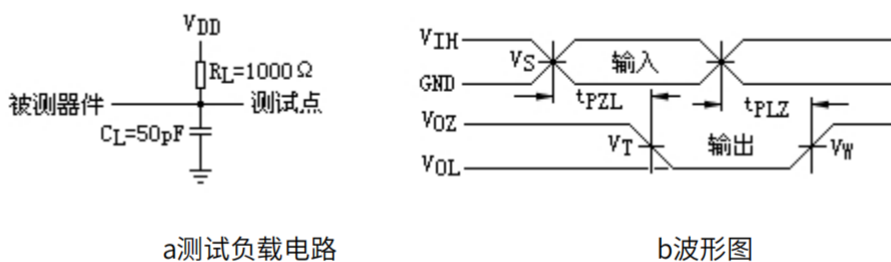 VDD
RL=1000Ω
被测器件
测试点
CL=50pF
a测试负载电路
VIH
VS
输入
GND
tPZL
tPLZ
VOZ
VT
输出
VW
VOL
b波形图